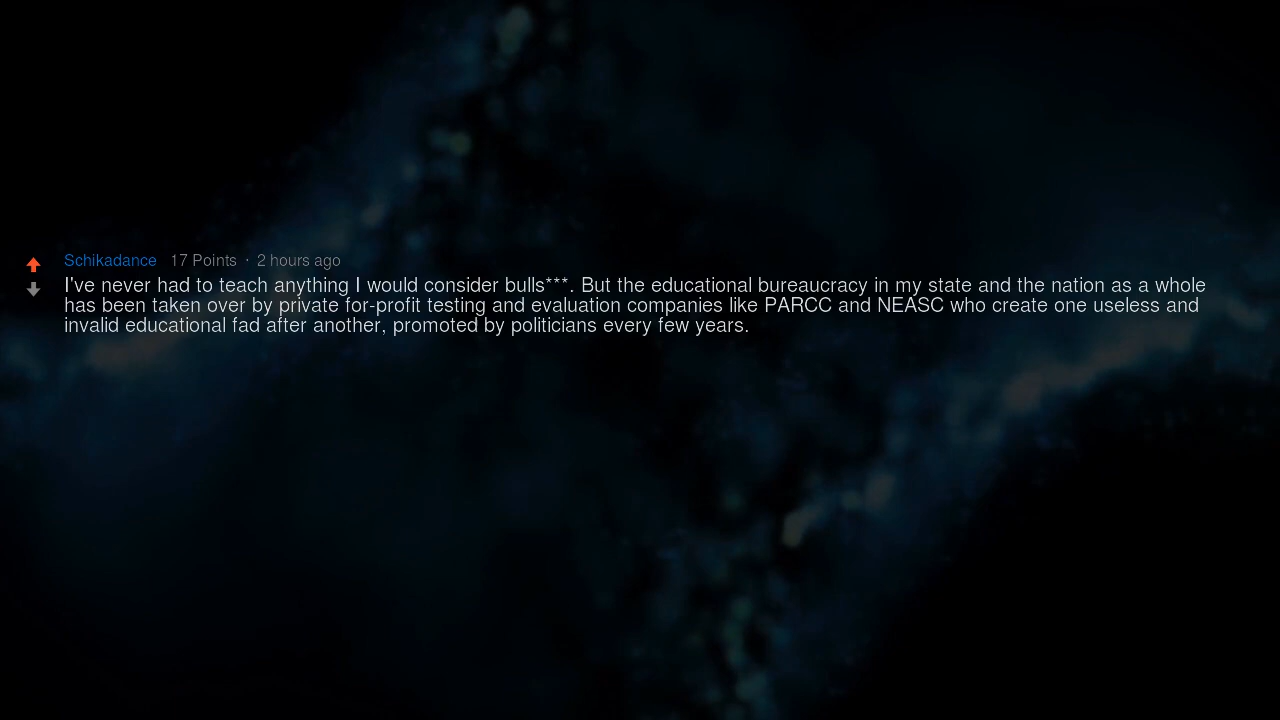 Schikadance 17 Points · 2 hours ago
I've never had to teach anything I would consider bulls***. But the educational bureaucracy in my state and the nation as a whole
has been taken over by private for-profit testing and evaluation companies like PARCC and NEASC who create one useless and
invalid educational fad after another, promoted by politicians every few years.